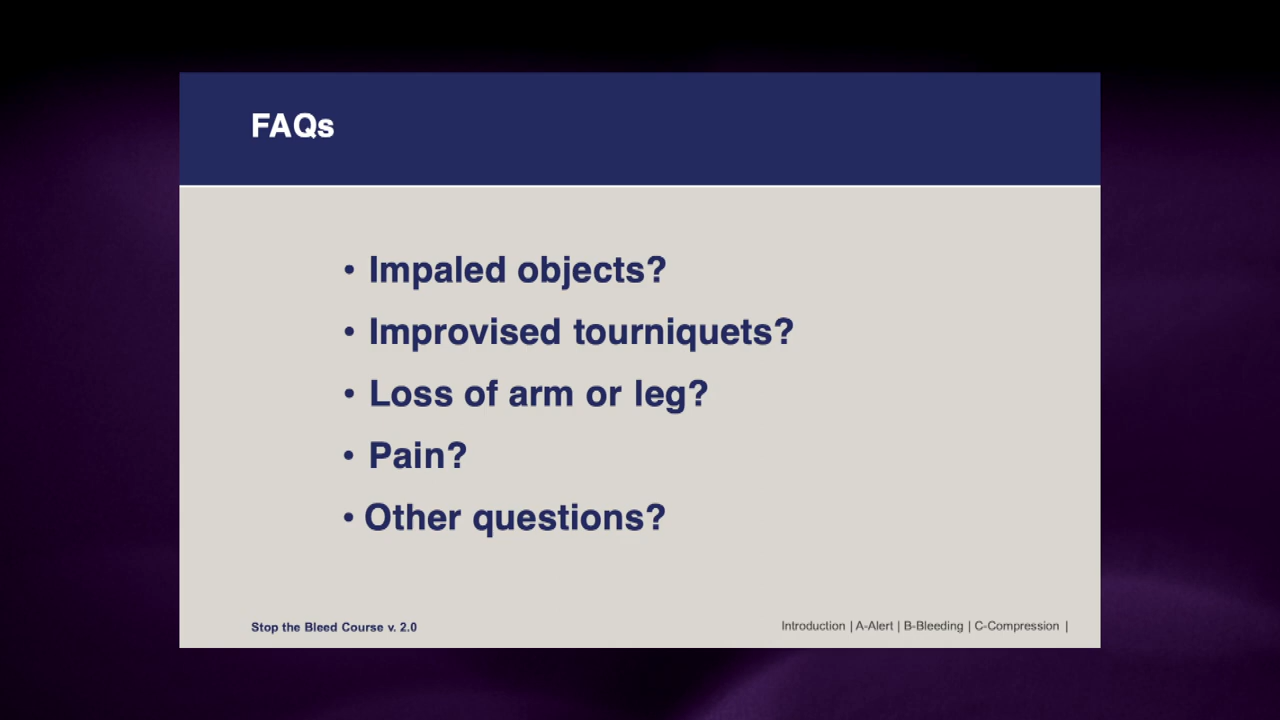 FAQs
• Impaled objects?
• Improvised tourniquets?
• Loss of arm or leg?
• Pain?
• Other questions?
Stop the Bleed Course v. 2.0
Introduction | A-Alert | B-Bleeding | C-Compression |